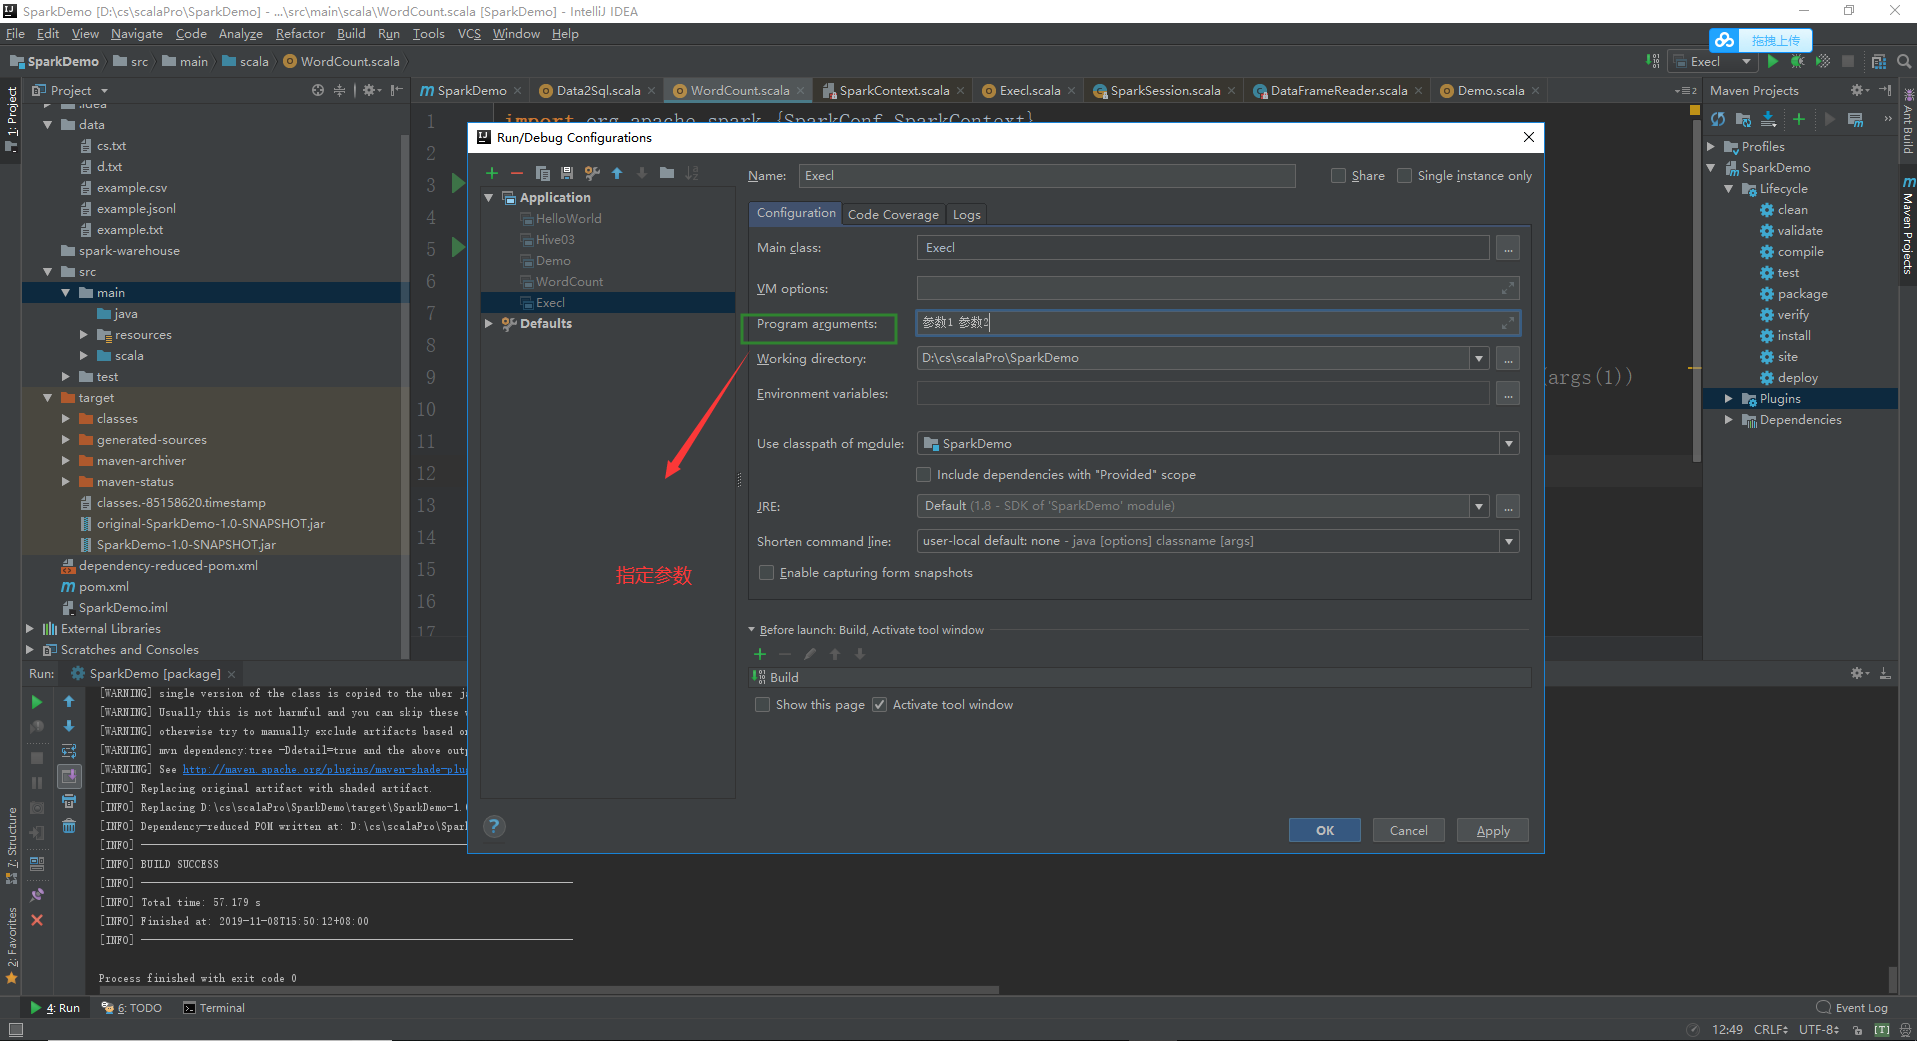 SparkDemo [D:\cs\scalaPro\SparkDemo] - ...\src\main\scala\WordCount.scala [SparkDemo] - IntelliJ IDEA
File Edit View Navigate Code Analyze Refactor Build Run Tools VCS Window Help
拖拽上传
SparkDemo src main scala WordCount.scala
Execl
1: Project
Project
SparkDemo Data2Sql.scala WordCount.scala SparkContext.scala Execl.scala SparkSession.scala DataFrameReader.scala Demo.scala
Maven Projects
Ant Build
Maven Projects
.idea
data
cs.txt
d.txt
example.csv
example.jsonl
example.txt
spark-warehouse
src
main
java
resources
scala
test
target
classes
generated-sources
maven-archiver
maven-status
classes.-85158620.timestamp
original-SparkDemo-1.0-SNAPSHOT.jar
SparkDemo-1.0-SNAPSHOT.jar
dependency-reduced-pom.xml
pom.xml
SparkDemo.iml
External Libraries
Scratches and Consoles
1
2
3
4
5
6
7
8
9
10
11
12
13
14
15
16
17
import org.apache.spark.{SparkConf, SparkContext}
args(1))
Run/Debug Configurations
Application
HelloWorld
Hive03
Demo
WordCount
Execl
Defaults
指定参数
Name: Execl
Share Single instance only
Configuration Code Coverage Logs
Main class: Execl
VM options:
Program arguments: 参数1 参数2
Working directory: D:\cs\scalaPro\SparkDemo
Environment variables:
Use classpath of module: SparkDemo
Include dependencies with "Provided" scope
JRE: Default (1.8 - SDK of 'SparkDemo' module)
Shorten command line: user-local default: none - java [options] classname [args]
Enable capturing form snapshots
Before launch: Build, Activate tool window
Build
Show this page Activate tool window
OK Cancel Apply
Profiles
SparkDemo
Lifecycle
clean
validate
compile
test
package
verify
install
site
deploy
Plugins
Dependencies
Run: SparkDemo [package]
[WARNING] single version of the class is copied to the uber ja
[WARNING] Usually this is not harmful and you can skip these w
[WARNING] otherwise try to manually exclude artifacts based on
[WARNING] mvn dependency:tree -Ddetail=true and the above outp
[WARNING] See http://maven.apache.org/plugins/maven-shade-plug
[INFO] Replacing original artifact with shaded artifact.
[INFO] Replacing D:\cs\scalaPro\SparkDemo\target\SparkDemo-1.0
[INFO] Dependency-reduced POM written at: D:\cs\scalaPro\Spark
[INFO] ------------------------------------------------------------------------
[INFO] BUILD SUCCESS
[INFO] ------------------------------------------------------------------------
[INFO] Total time: 57.179 s
[INFO] Finished at: 2019-11-08T15:50:12+08:00
[INFO] ------------------------------------------------------------------------
Process finished with exit code 0
7: Structure
2: Favorites
4: Run 6: TODO Terminal
Event Log
12:49 CRLF UTF-8